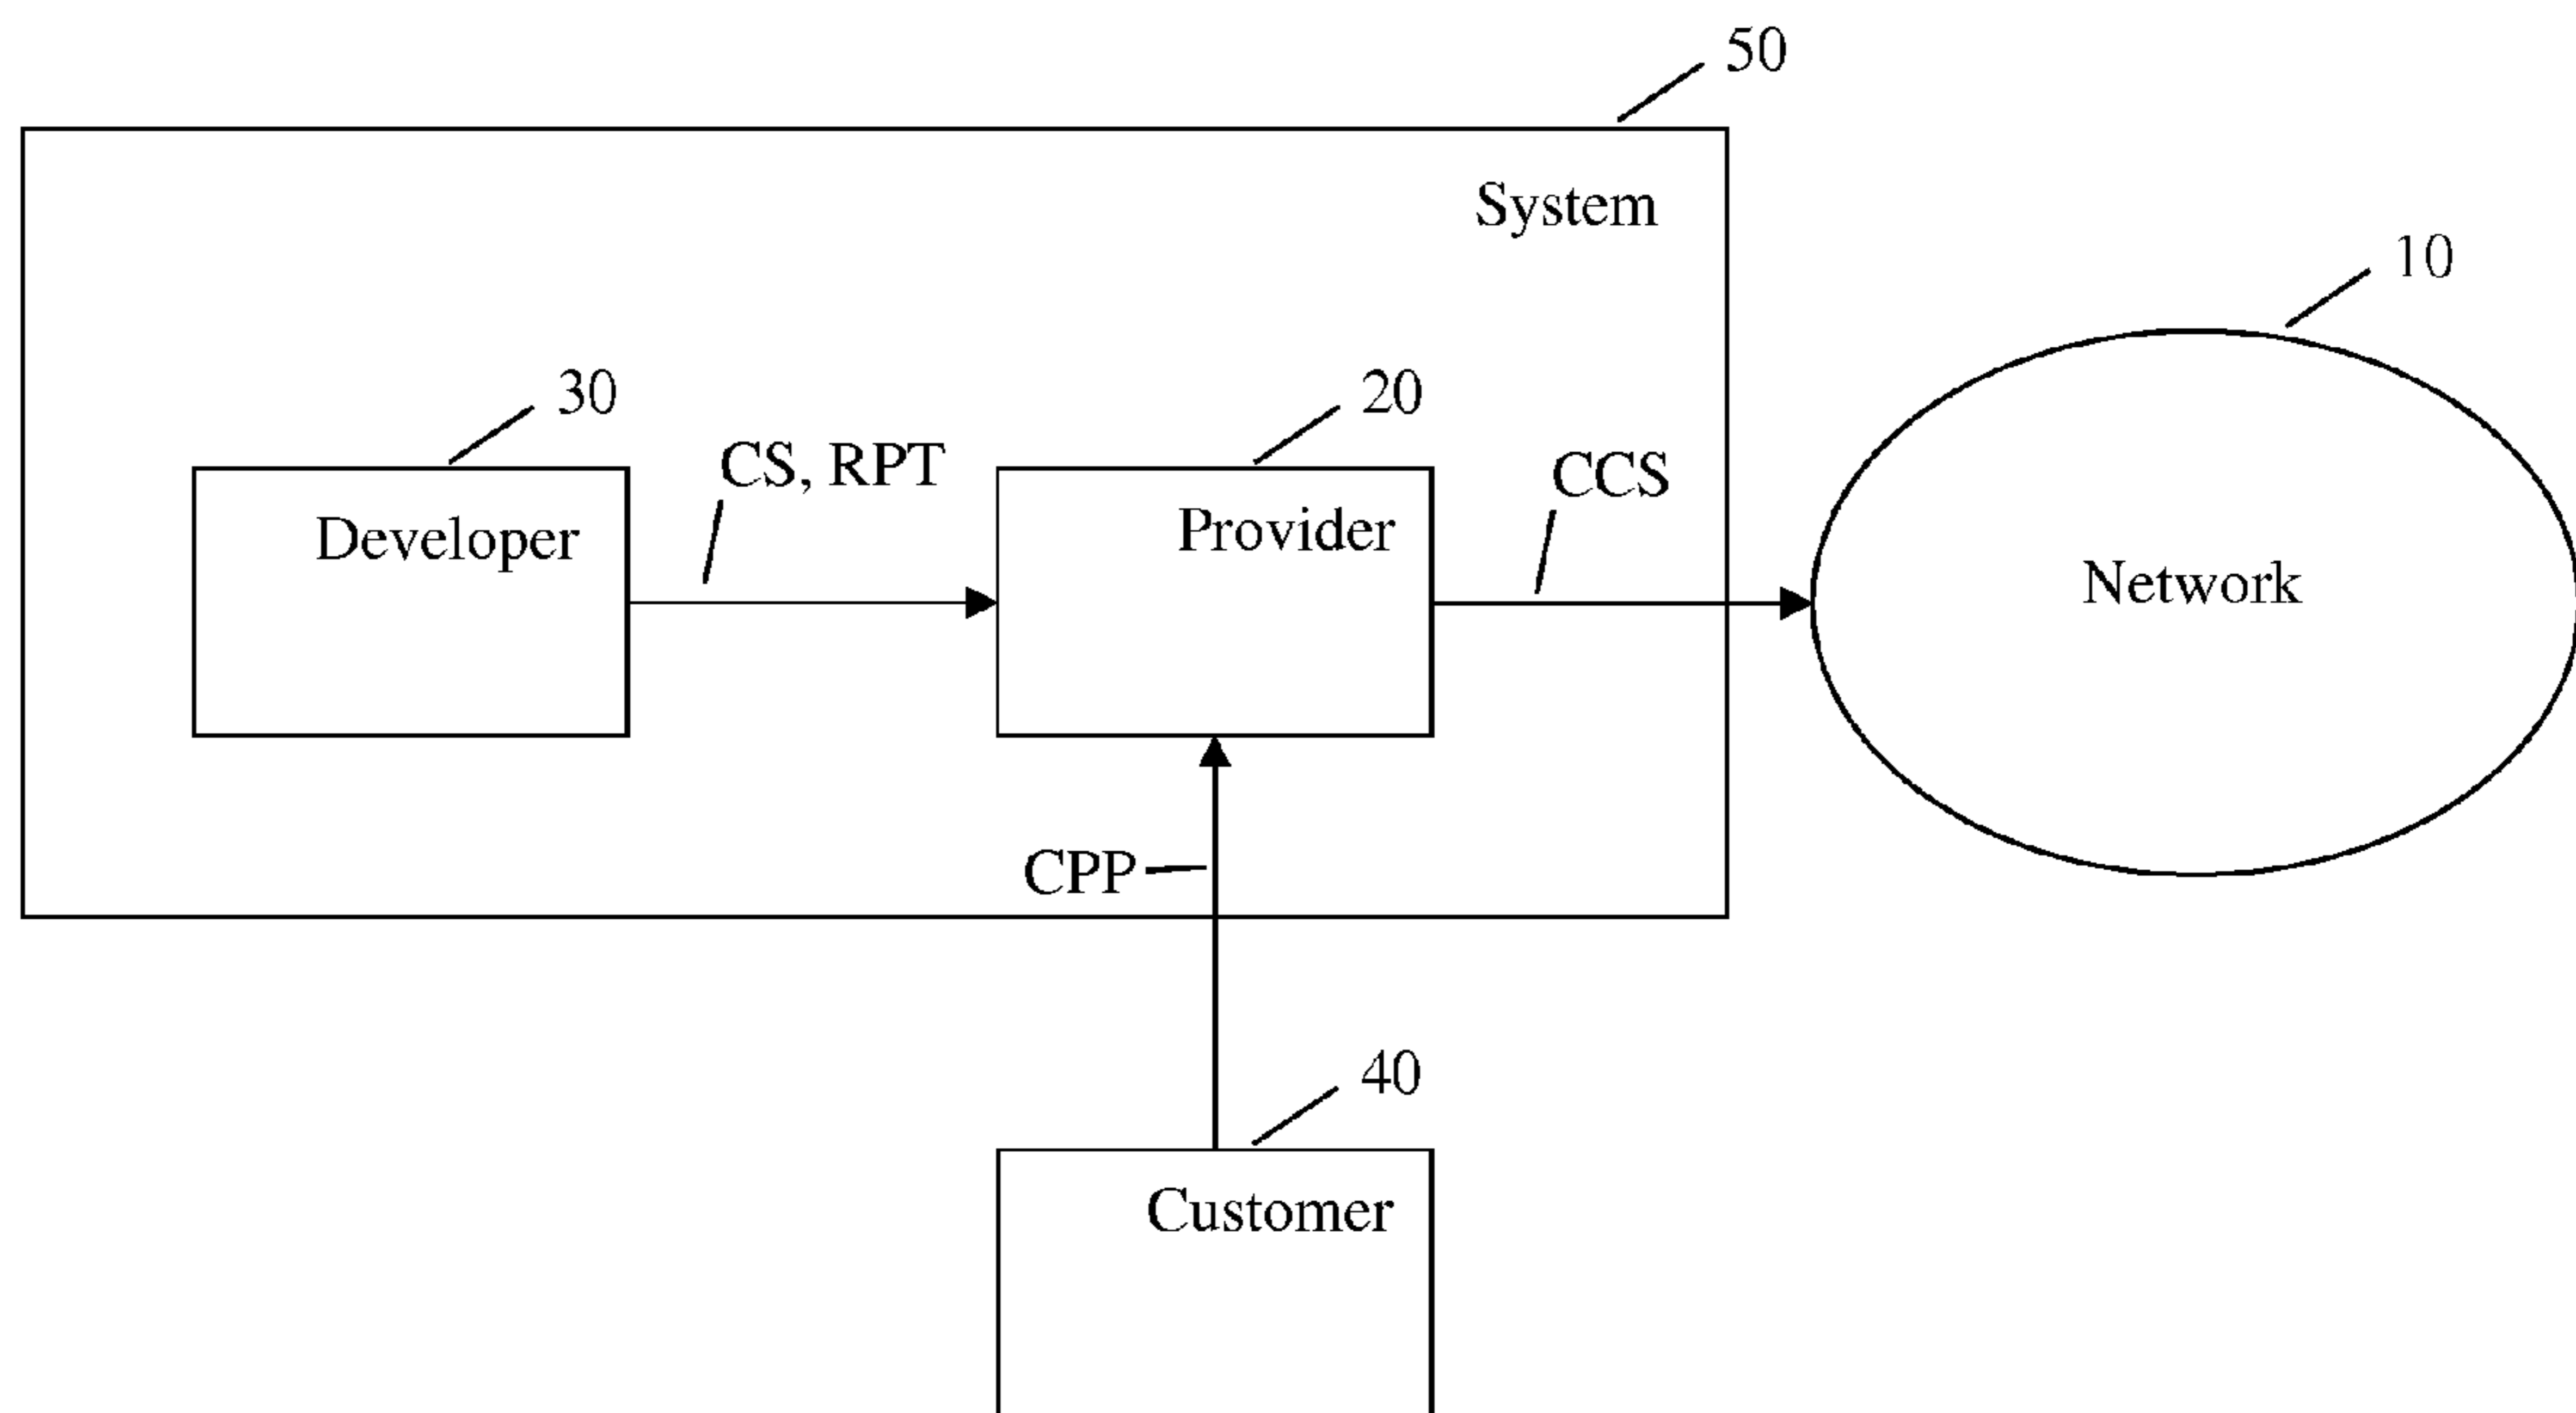 50
System
10
30
20
CS, RPT
CCS
Developer
Provider
Network
CPP
40
Customer